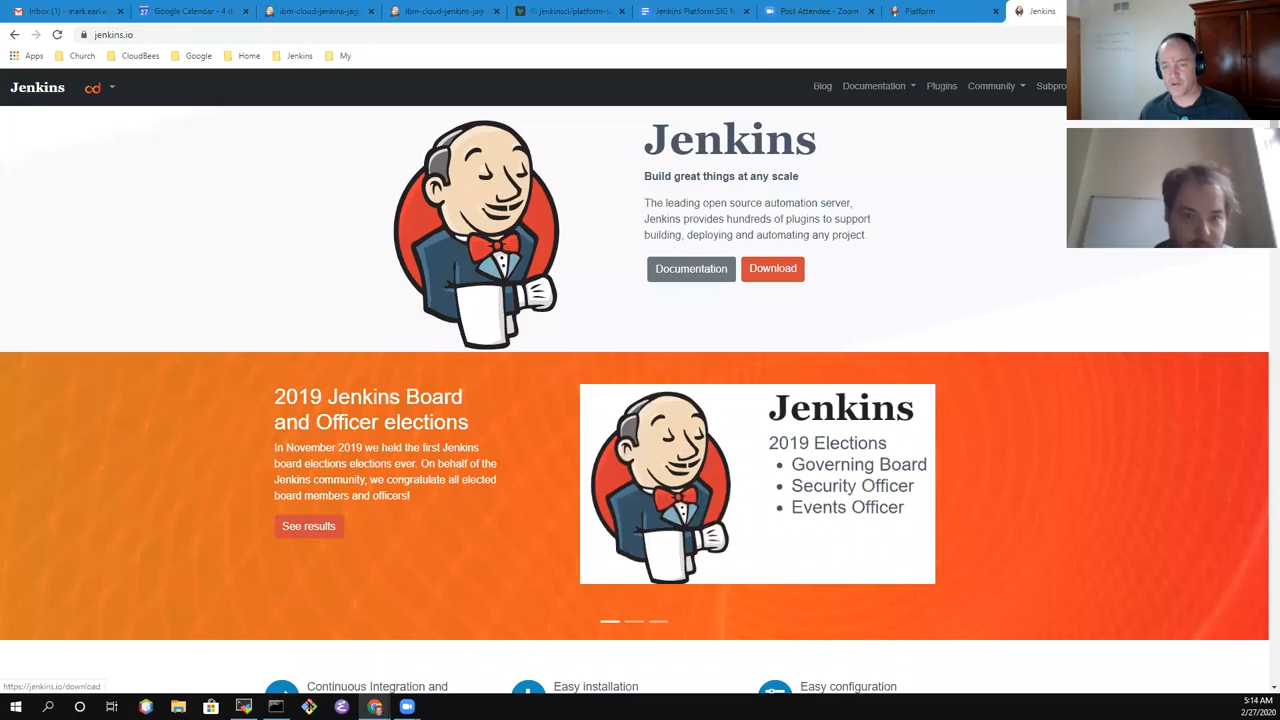 Inbox (1) - mark.earl.w
Google Calendar - 4 d
ibm-cloud-jenkins-jag
ibm-cloud-jenkins-jag
jenkinsci/platform-s
Jenkins Platform SIG M
Post Attendee - Zoom
Platform
Jenkins
jenkins.io
Apps
Church
CloudBees
Google
Home
Jenkins
My
Jenkins
cd
Blog
Documentation
Plugins
Community
Subpro
Jenkins
Build great things at any scale
The leading open source automation server,
Jenkins provides hundreds of plugins to support
building, deploying and automating any project.
Documentation
Download
2019 Jenkins Board
and Officer elections
In November 2019 we held the first Jenkins
board elections elections ever. On behalf of the
Jenkins community, we congratulate all elected
board members and officers!
See results
Jenkins
2019 Elections
• Governing Board
• Security Officer
• Events Officer
Continuous Integration and
Easy installation
Easy configuration
https://jenkins.io/download
5:14 AM
2/27/2020